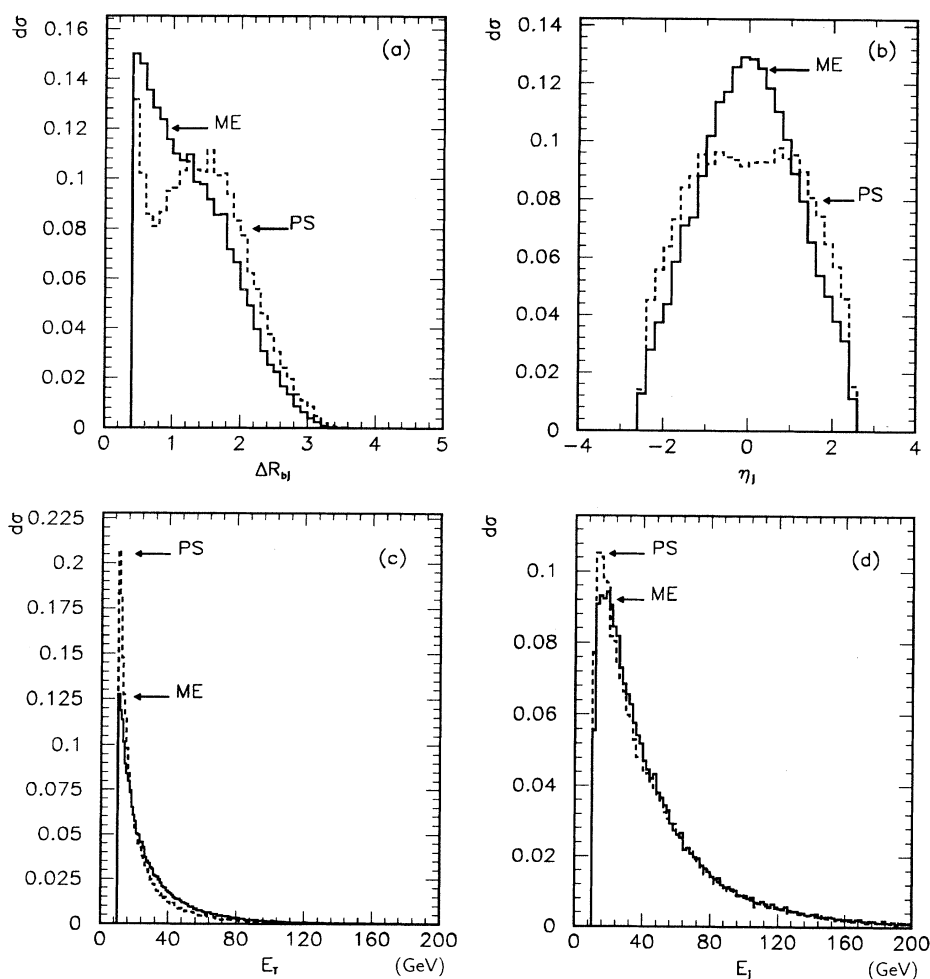 dσ
0.16
0.14
0.12
0.1
0.08
0.06
0.04
0.02
0
0 1 2 3 4 5
ΔR_bj
(a)
ME
PS
dσ
0.14
0.12
0.1
0.08
0.06
0.04
0.02
0
−4 −2 0 2 4
η_j
(b)
ME
PS
dσ
0.225
0.2
0.175
0.15
0.125
0.1
0.075
0.05
0.025
0
0 40 80 120 160 200
E_T (GeV)
(c)
PS
ME
dσ
0.1
0.08
0.06
0.04
0.02
0
0 40 80 120 160 200
E_j (GeV)
(d)
PS
ME